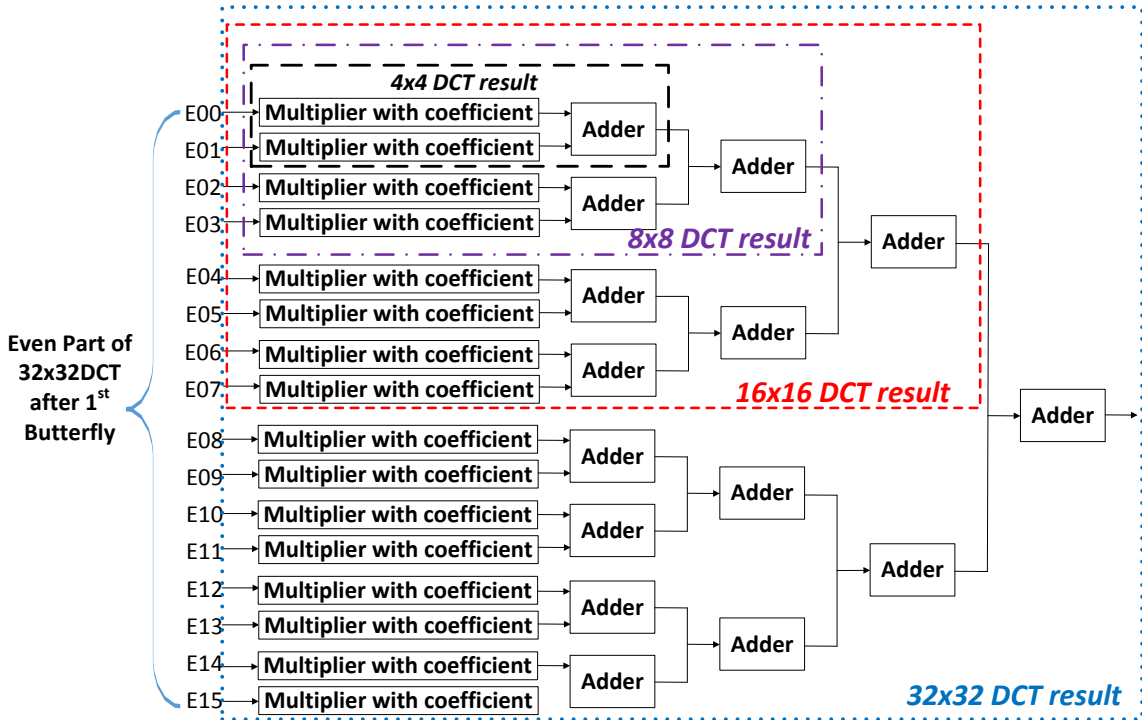 4x4 DCT result
E00 Multiplier with coefficient
Adder
E01 Multiplier with coefficient
Adder
E02 Multiplier with coefficient
Adder
E03 Multiplier with coefficient
8x8 DCT result
Adder
E04 Multiplier with coefficient
Adder
E05 Multiplier with coefficient
Adder
E06 Multiplier with coefficient
Adder
E07 Multiplier with coefficient
16x16 DCT result
Even Part of
32x32DCT
after 1st
Butterfly
Adder
E08 Multiplier with coefficient
Adder
E09 Multiplier with coefficient
Adder
E10 Multiplier with coefficient
Adder
E11 Multiplier with coefficient
Adder
E12 Multiplier with coefficient
Adder
E13 Multiplier with coefficient
Adder
E14 Multiplier with coefficient
Adder
E15 Multiplier with coefficient
32x32 DCT result